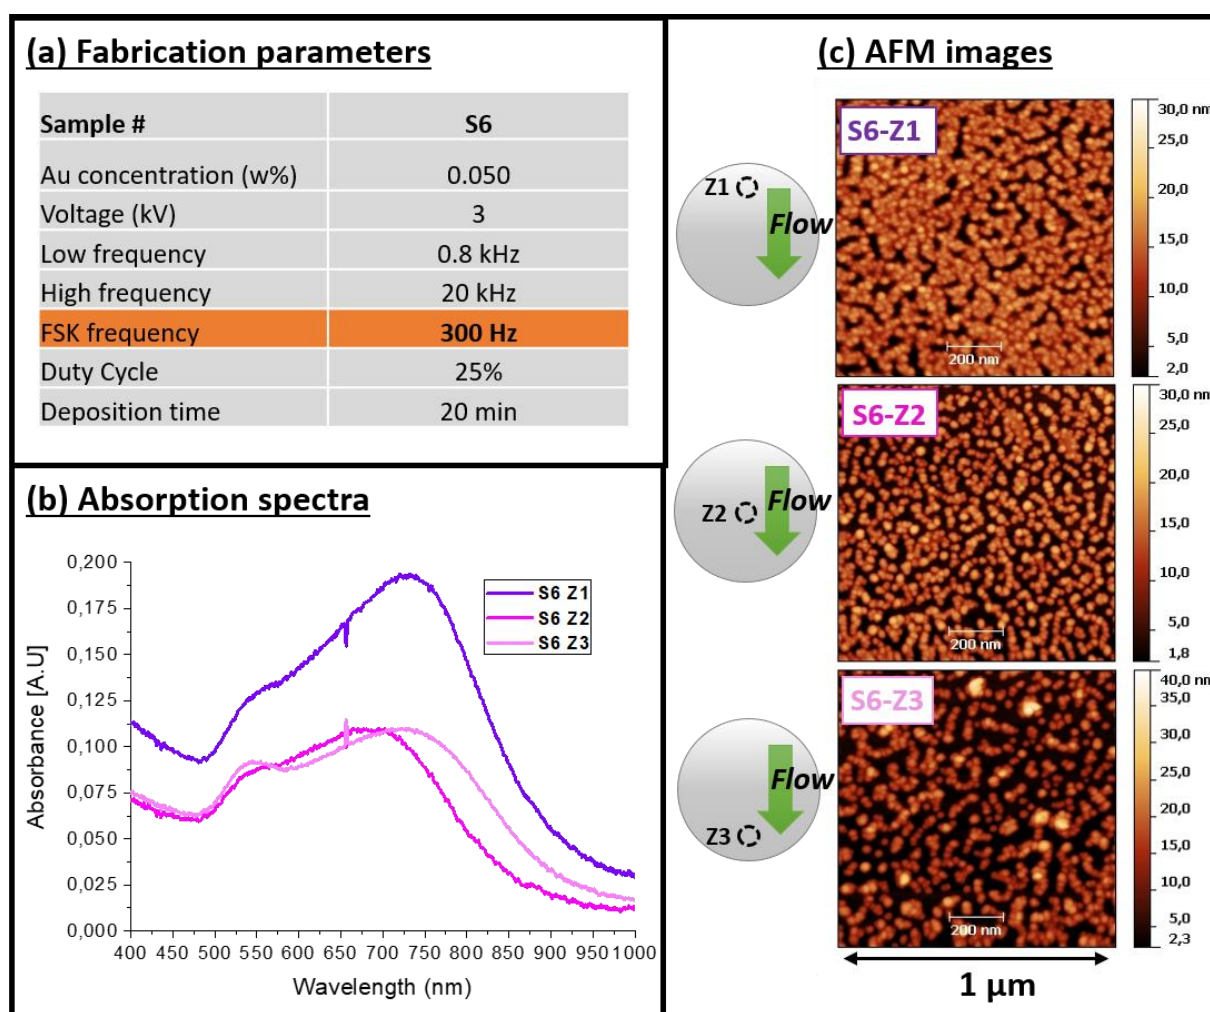 (a) Fabrication parameters
Sample # S6
Au concentration (w%) 0.050
Voltage (kV) 3
Low frequency 0.8 kHz
High frequency 20 kHz
FSK frequency 300 Hz
Duty Cycle 25%
Deposition time 20 min
(b) Absorption spectra
0,200
0,175
0,150
0,125
0,100
0,075
0,050
0,025
0,000
Absorbance [A.U]
400 450 500 550 600 650 700 750 800 850 900 950 1000
Wavelength (nm)
S6 Z1
S6 Z2
S6 Z3
(c) AFM images
Z1
Flow
S6-Z1
200 nm
30,0 nm
25,0
20,0
15,0
10,0
5,0
2,0
Z2
Flow
S6-Z2
200 nm
30,0 nm
25,0
20,0
15,0
10,0
5,0
1,8
Z3
Flow
S6-Z3
200 nm
40,0 nm
35,0
30,0
25,0
20,0
15,0
10,0
5,0
2,3
1 µm